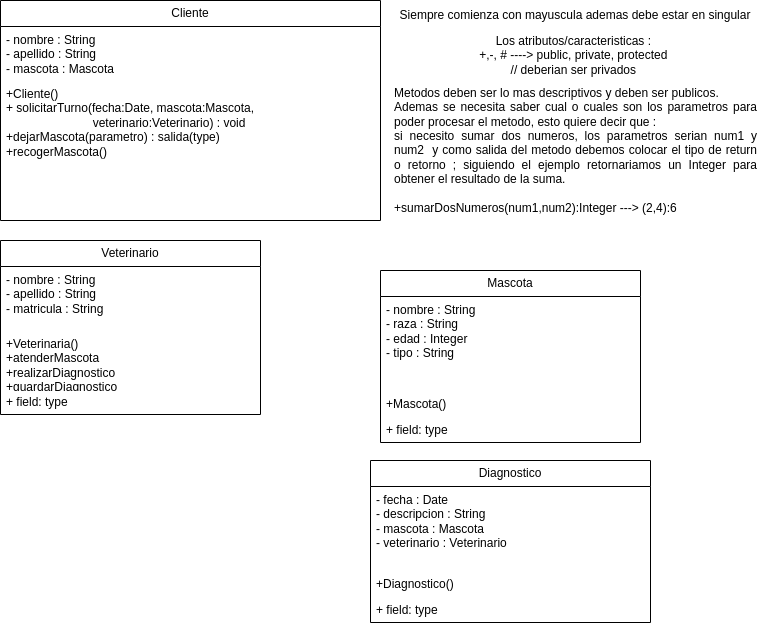 Cliente
- nombre : String
- apellido : String
- mascota : Mascota
+Cliente()
+ solicitarTurno(fecha:Date, mascota:Mascota,
veterinario:Veterinario) : void
+dejarMascota(parametro) : salida(type)
+recogerMascota()
Siempre comienza con mayuscula ademas debe estar en singular
Los atributos/caracteristicas :
+,-, # ----> public, private, protected
// deberian ser privados
Metodos deben ser lo mas descriptivos y deben ser publicos.
Ademas se necesita saber cual o cuales son los parametros para
poder procesar el metodo, esto quiere decir que :
si necesito sumar dos numeros, los parametros serian num1 y
num2 y como salida del metodo debemos colocar el tipo de return
o retorno ; siguiendo el ejemplo retornariamos un Integer para
obtener el resultado de la suma.
+sumarDosNumeros(num1,num2):Integer ---> (2,4):6
Veterinario
- nombre : String
- apellido : String
- matricula : String
+Veterinaria()
+atenderMascota
+realizarDiagnostico
+guardarDiagnostico
+ field: type
Mascota
- nombre : String
- raza : String
- edad : Integer
- tipo : String
+Mascota()
+ field: type
Diagnostico
- fecha : Date
- descripcion : String
- mascota : Mascota
- veterinario : Veterinario
+Diagnostico()
+ field: type